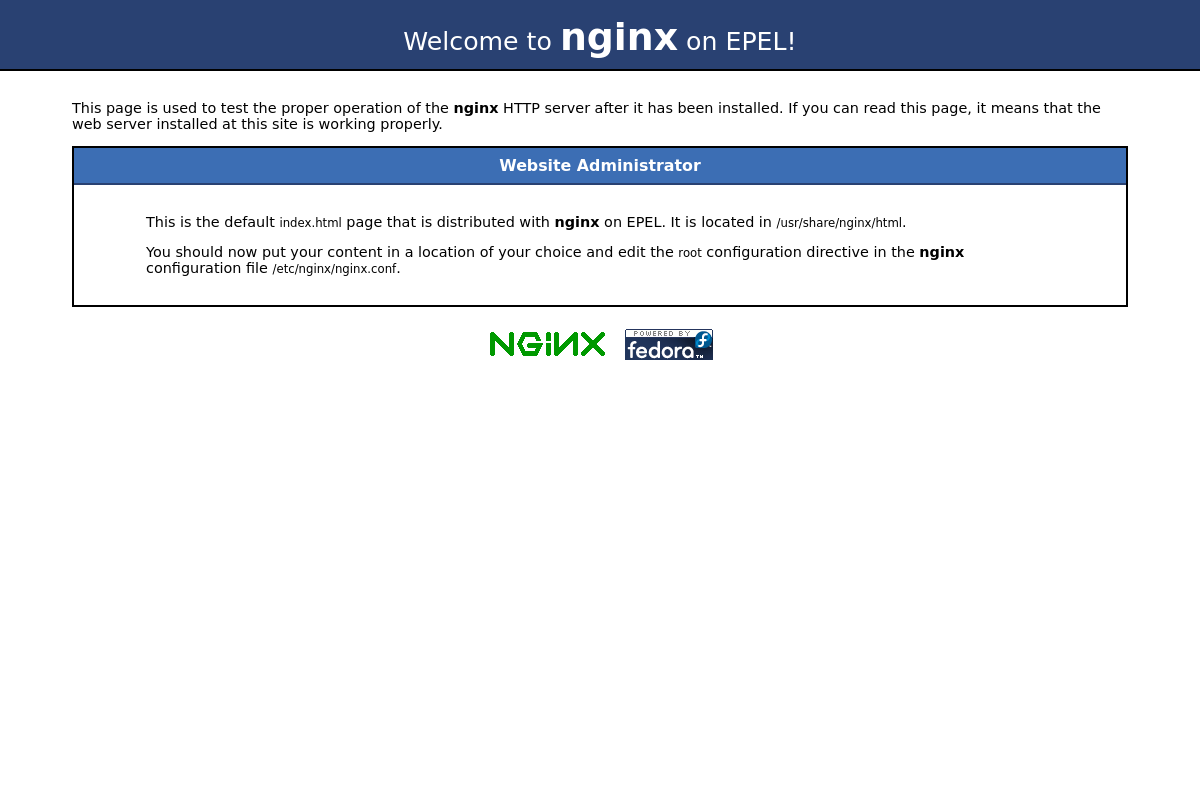 Welcome to nginx on EPEL!
This page is used to test the proper operation of the nginx HTTP server after it has been installed. If you can read this page, it means that the
web server installed at this site is working properly.
Website Administrator
This is the default index.html page that is distributed with nginx on EPEL. It is located in /usr/share/nginx/html.
You should now put your content in a location of your choice and edit the root configuration directive in the nginx
configuration file /etc/nginx/nginx.conf.
NGINX
POWERED BY
fedora™